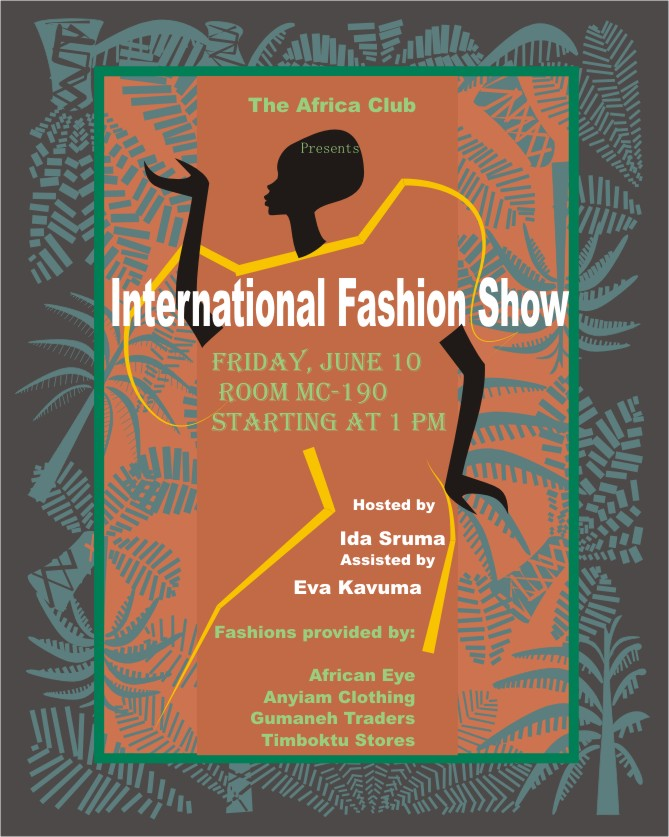 The Africa Club
Presents
International Fashion Show
FRIDAY, JUNE 10
ROOM MC-190
STARTING AT 1 PM
Hosted by
Ida Sruma
Assisted by
Eva Kavuma
Fashions provided by:
African Eye
Anyiam Clothing
Gumaneh Traders
Timboktu Stores